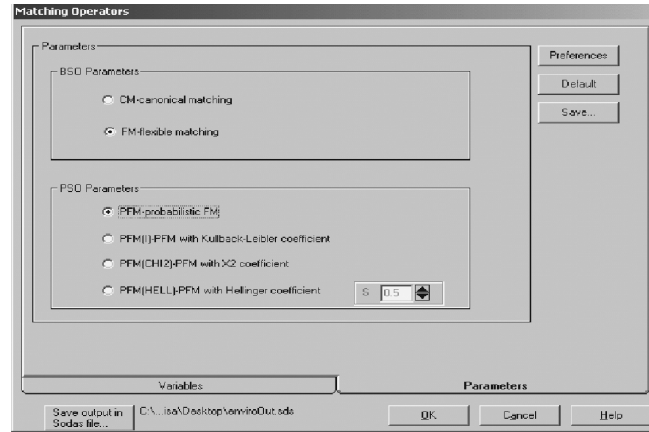 Matching Operators
Parameters
Preferences
BSO Parameters
Default
CM-canonical matching
Save...
FM-flexible matching
PSO Parameters
PFM-probabilistic FM
PFM(I)-PFM with Kullback-Leibler coefficient
PFM(CHI2)-PFM with X2 coefficient
PFM(HELL)-PFM with Hellinger coefficient
S 0.5
Variables
Parameters
Save output in
Sodas file...
C:\...isa\Desktop\enviroOut.sds
OK
Cancel
Help